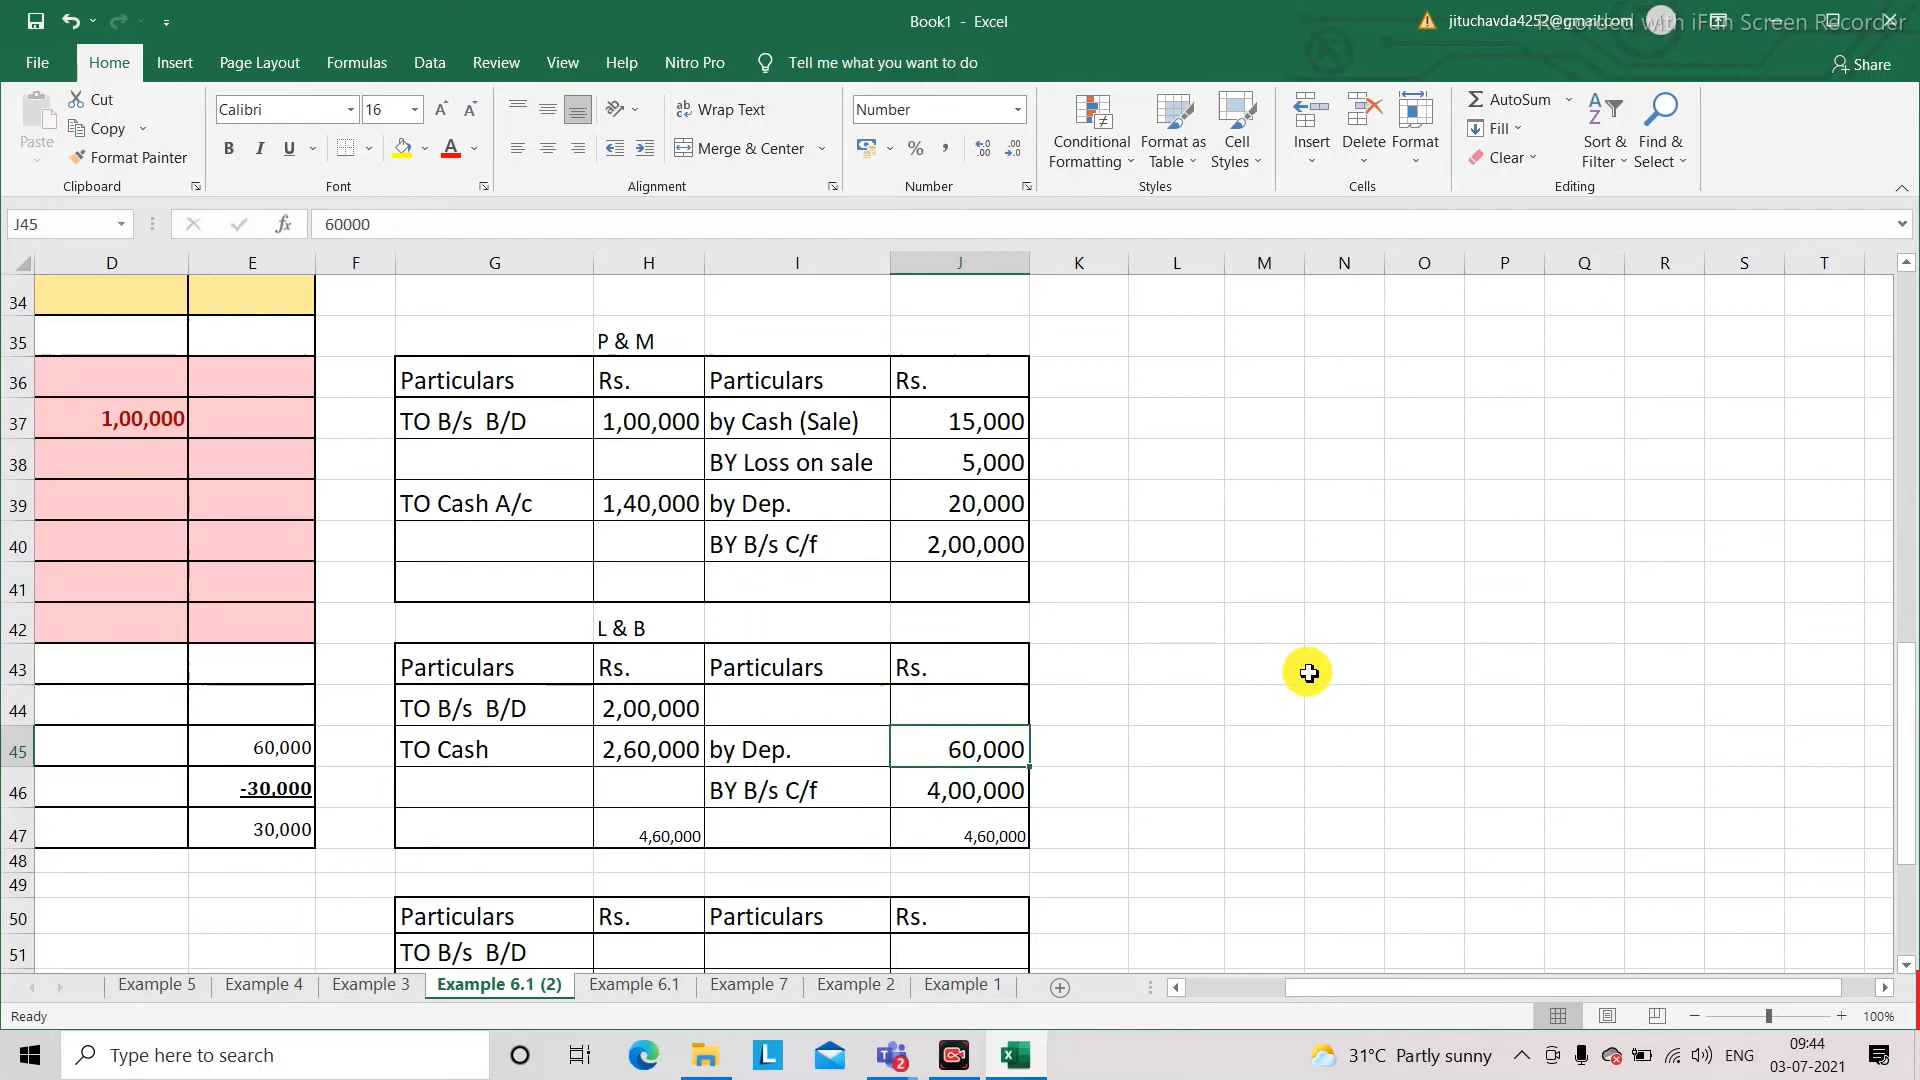 Book1 - Excel
jituchavda4252@gmail.com
Recorded with iFun Screen Recorder
File Home Insert Page Layout Formulas Data Review View Help Nitro Pro Tell me what you want to do Share
Paste
Cut
Copy
Format Painter
Clipboard
Calibri 16
B I U
Font
Wrap Text
Merge & Center
Alignment
Number
% ,
Number
Conditional Formatting
Format as Table
Cell Styles
Styles
Insert Delete Format
Cells
AutoSum
Fill
Clear
Sort & Filter
Find & Select
Editing
J45 fx 60000
D E F G H I J K L M N O P Q R S T
34
35 P & M
36 Particulars Rs. Particulars Rs.
37 1,00,000 TO B/s B/D 1,00,000 by Cash (Sale) 15,000
38 BY Loss on sale 5,000
39 TO Cash A/c 1,40,000 by Dep. 20,000
40 BY B/s C/f 2,00,000
41
42 L & B
43 Particulars Rs. Particulars Rs.
44 TO B/s B/D 2,00,000
45 60,000 TO Cash 2,60,000 by Dep. 60,000
46 -30,000 BY B/s C/f 4,00,000
47 30,000 4,60,000 4,60,000
48
49
50 Particulars Rs. Particulars Rs.
51 TO B/s B/D
Example 5 Example 4 Example 3 Example 6.1 (2) Example 6.1 Example 7 Example 2 Example 1
Ready 100%
Type here to search
L
2
31°C Partly sunny
ENG
09:44
03-07-2021